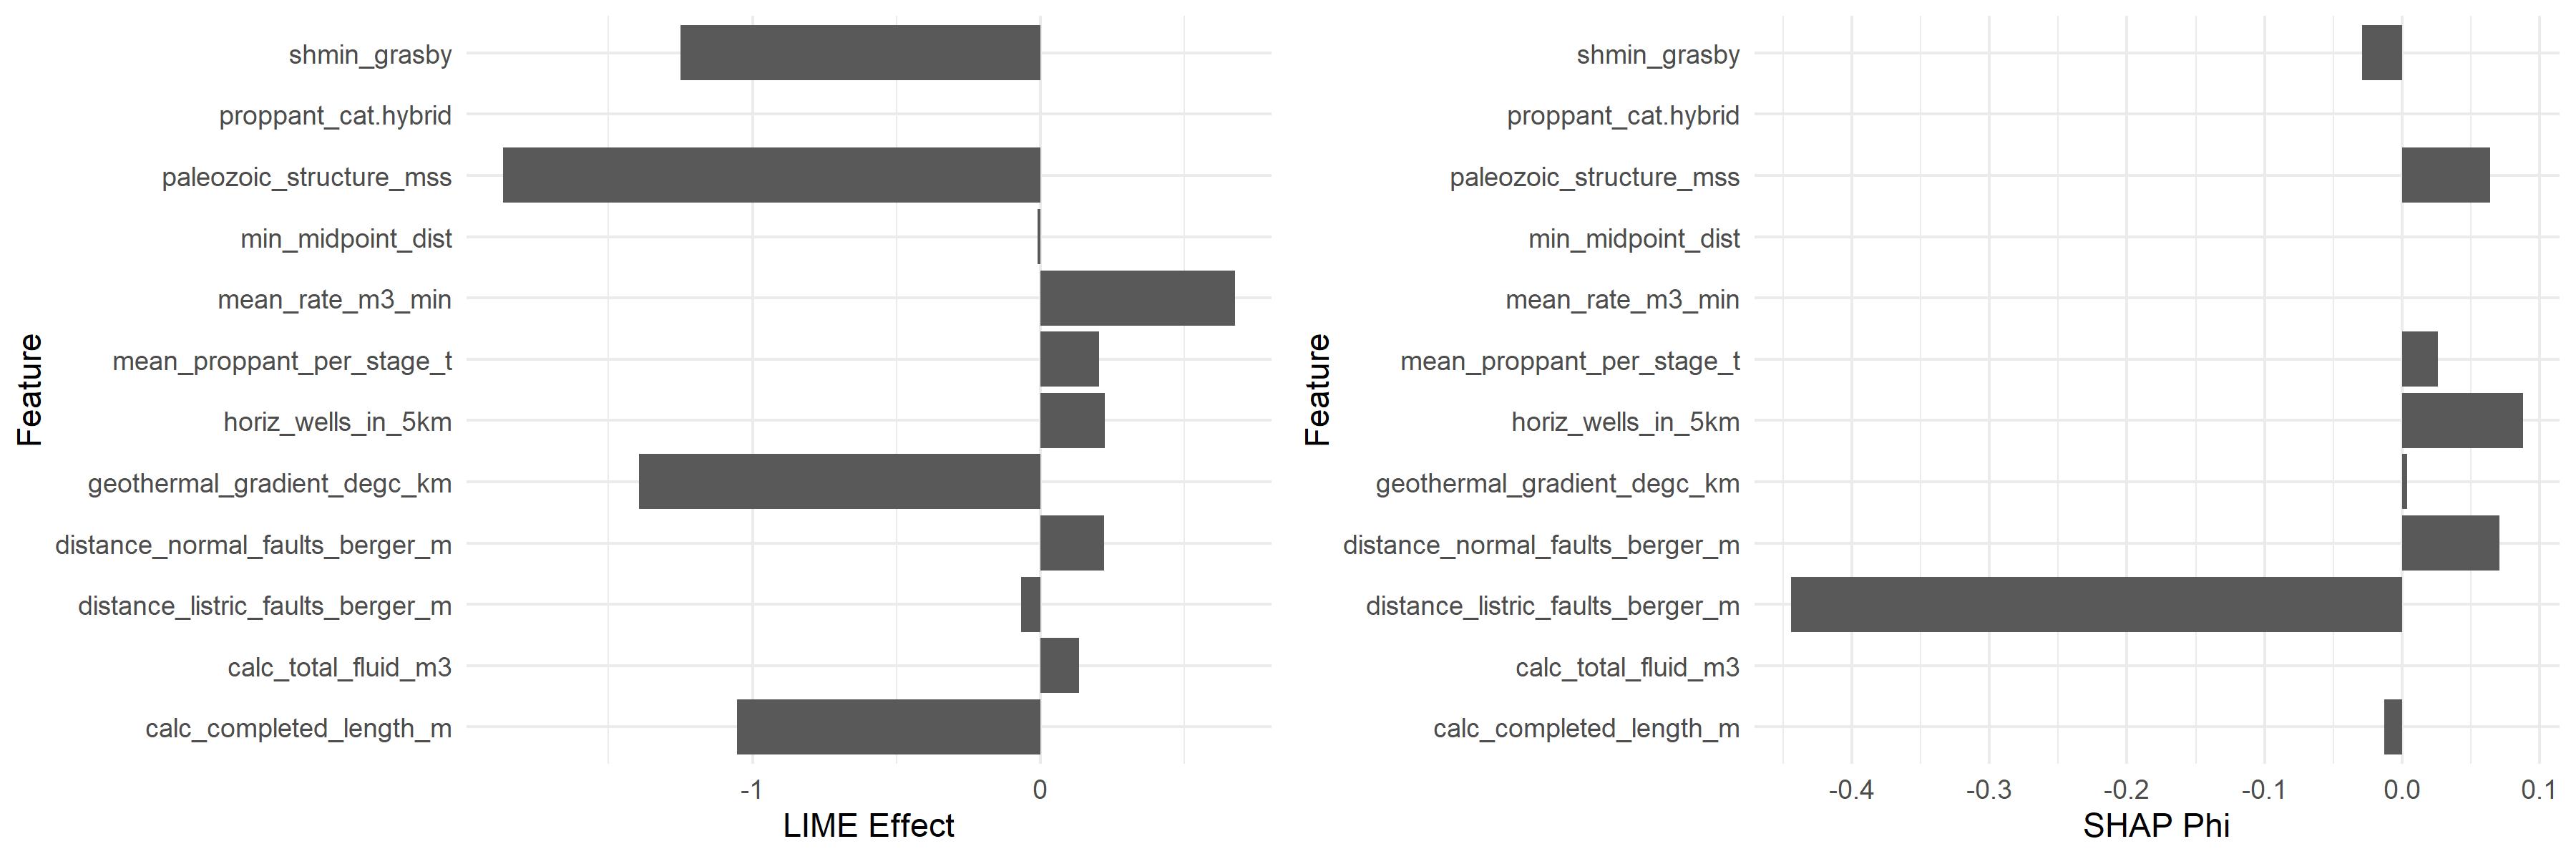 Feature
shmin_grasby
proppant_cat.hybrid
paleozoic_structure_mss
min_midpoint_dist
mean_rate_m3_min
mean_proppant_per_stage_t
horiz_wells_in_5km
geothermal_gradient_degc_km
distance_normal_faults_berger_m
distance_listric_faults_berger_m
calc_total_fluid_m3
calc_completed_length_m
-1 0
LIME Effect
Feature
shmin_grasby
proppant_cat.hybrid
paleozoic_structure_mss
min_midpoint_dist
mean_rate_m3_min
mean_proppant_per_stage_t
horiz_wells_in_5km
geothermal_gradient_degc_km
distance_normal_faults_berger_m
distance_listric_faults_berger_m
calc_total_fluid_m3
calc_completed_length_m
-0.4 -0.3 -0.2 -0.1 0.0 0.1
SHAP Phi